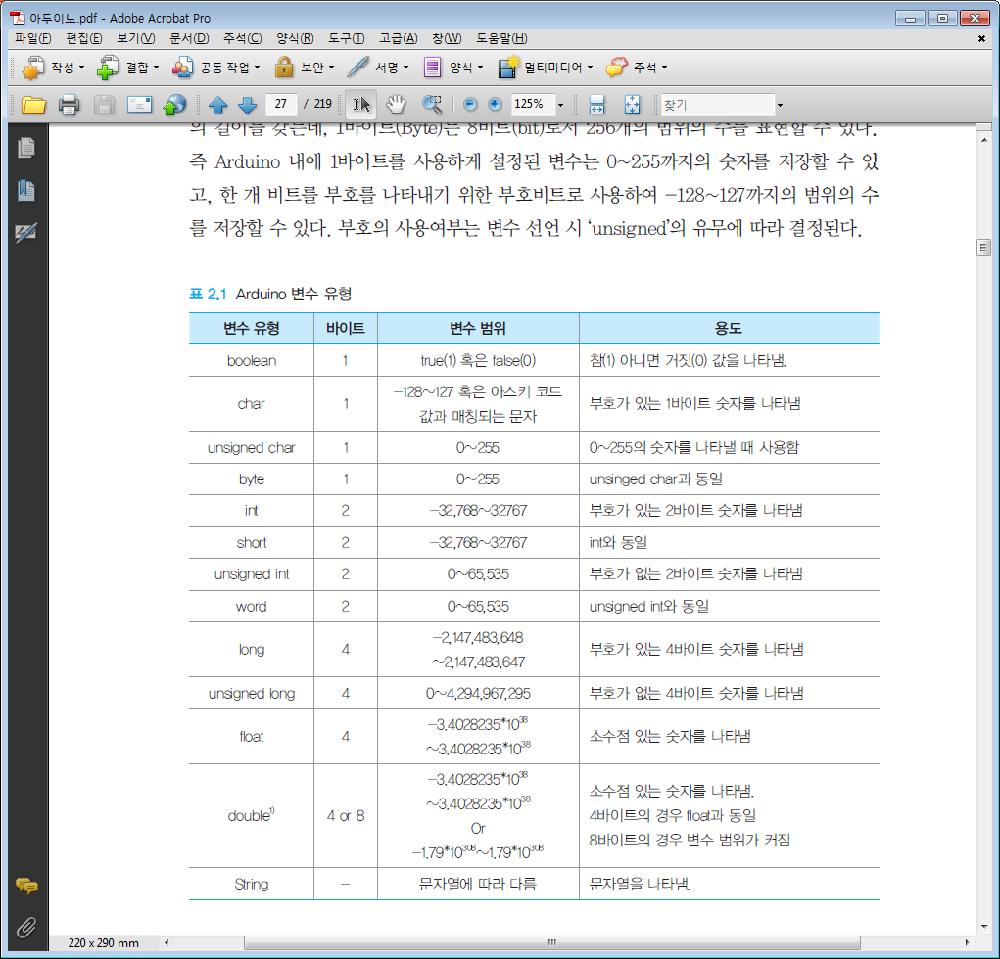 아두이노.pdf - Adobe Acrobat Pro
파일(F) 편집(E) 보기(V) 문서(D) 주석(C) 양식(R) 도구(T) 고급(A) 창(W) 도움말(H)
작성 결합 공동 작업 보안 서명 양식 멀티미디어 주석
27 / 219 125% 찾기
의 길이를 갖는데, 1바이트(Byte)는 8비트(bit)로서 256개의 범위의 수를 표현할 수 있다.
즉 Arduino 내에 1바이트를 사용하게 설정된 변수는 0~255까지의 숫자를 저장할 수 있
고, 한 개 비트를 부호를 나타내기 위한 부호비트로 사용하여 -128~127까지의 범위의 수
를 저장할 수 있다. 부호의 사용여부는 변수 선언 시 ‘unsigned’의 유무에 따라 결정된다.
표 2.1 Arduino 변수 유형
변수 유형 바이트 변수 범위 용도
boolean 1 true(1) 혹은 false(0) 참(1) 아니면 거짓(0) 값을 나타냄.
char 1 -128~127 혹은 아스키 코드
값과 매칭되는 문자 부호가 있는 1바이트 숫자를 나타냄
unsigned char 1 0~255 0~255의 숫자를 나타낼 때 사용함
byte 1 0~255 unsinged char과 동일
int 2 -32,768~32767 부호가 있는 2바이트 숫자를 나타냄
short 2 -32,768~32767 int와 동일
unsigned int 2 0~65,535 부호가 없는 2바이트 숫자를 나타냄
word 2 0~65,535 unsigned int와 동일
long 4 -2,147,483,648
~2,147,483,647 부호가 있는 4바이트 숫자를 나타냄
unsigned long 4 0~4,294,967,295 부호가 없는 4바이트 숫자를 나타냄
float 4 -3.4028235*10³⁸
~3.4028235*10³⁸ 소수점 있는 숫자를 나타냄
double¹⁾ 4 or 8 -3.4028235*10³⁸
~3.4028235*10³⁸
Or
-1.79*10³⁰⁸~1.79*10³⁰⁸ 소수점 있는 숫자를 나타냄.
4바이트의 경우 float과 동일
8바이트의 경우 변수 범위가 커짐
String - 문자열에 따라 다름 문자열을 나타냄.
220 x 290 mm